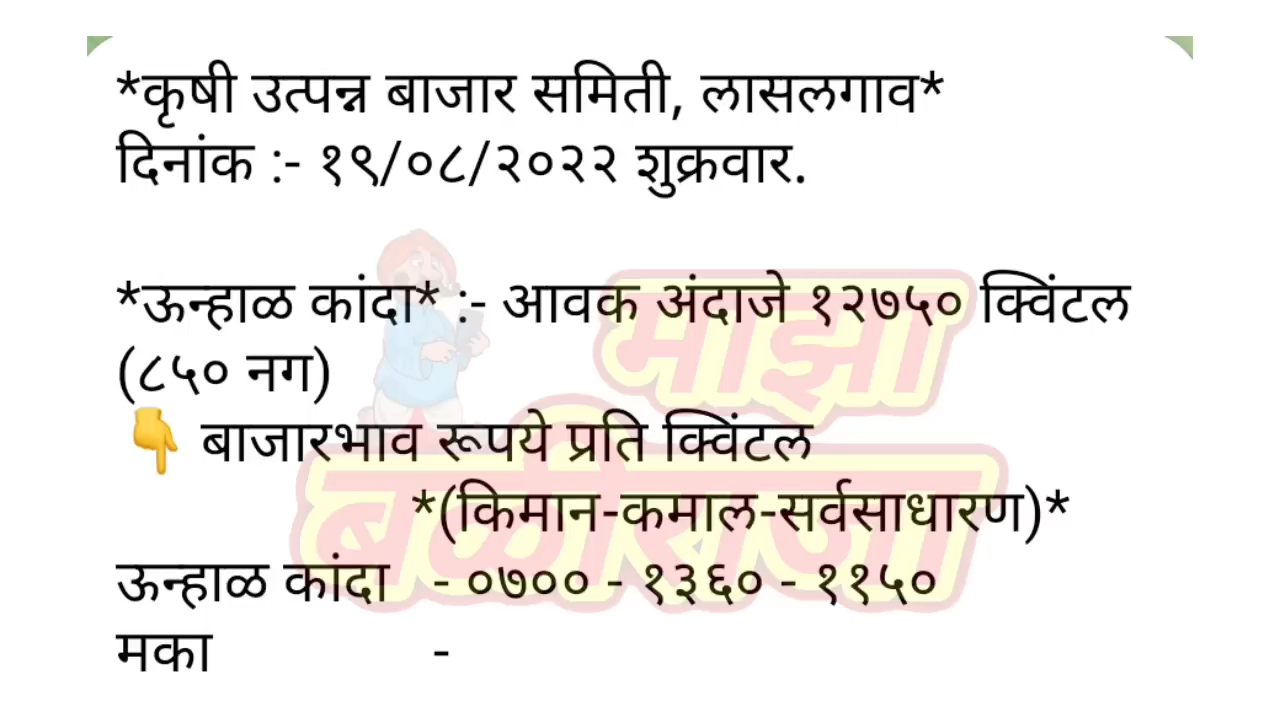 *कृषी उत्पन्न बाजार समिती, लासलगाव*
दिनांक :- १९/०८/२०२२ शुक्रवार.
*ऊन्हाळ कांदा* :- आवक अंदाजे १२७५० क्विंटल
(८५० नग)
👇 बाजारभाव रूपये प्रति क्विंटल
*(किमान-कमाल-सर्वसाधारण)*
ऊन्हाळ कांदा - ०७०० - १३६० - ११५०
मका -
माझा
बळीराजा